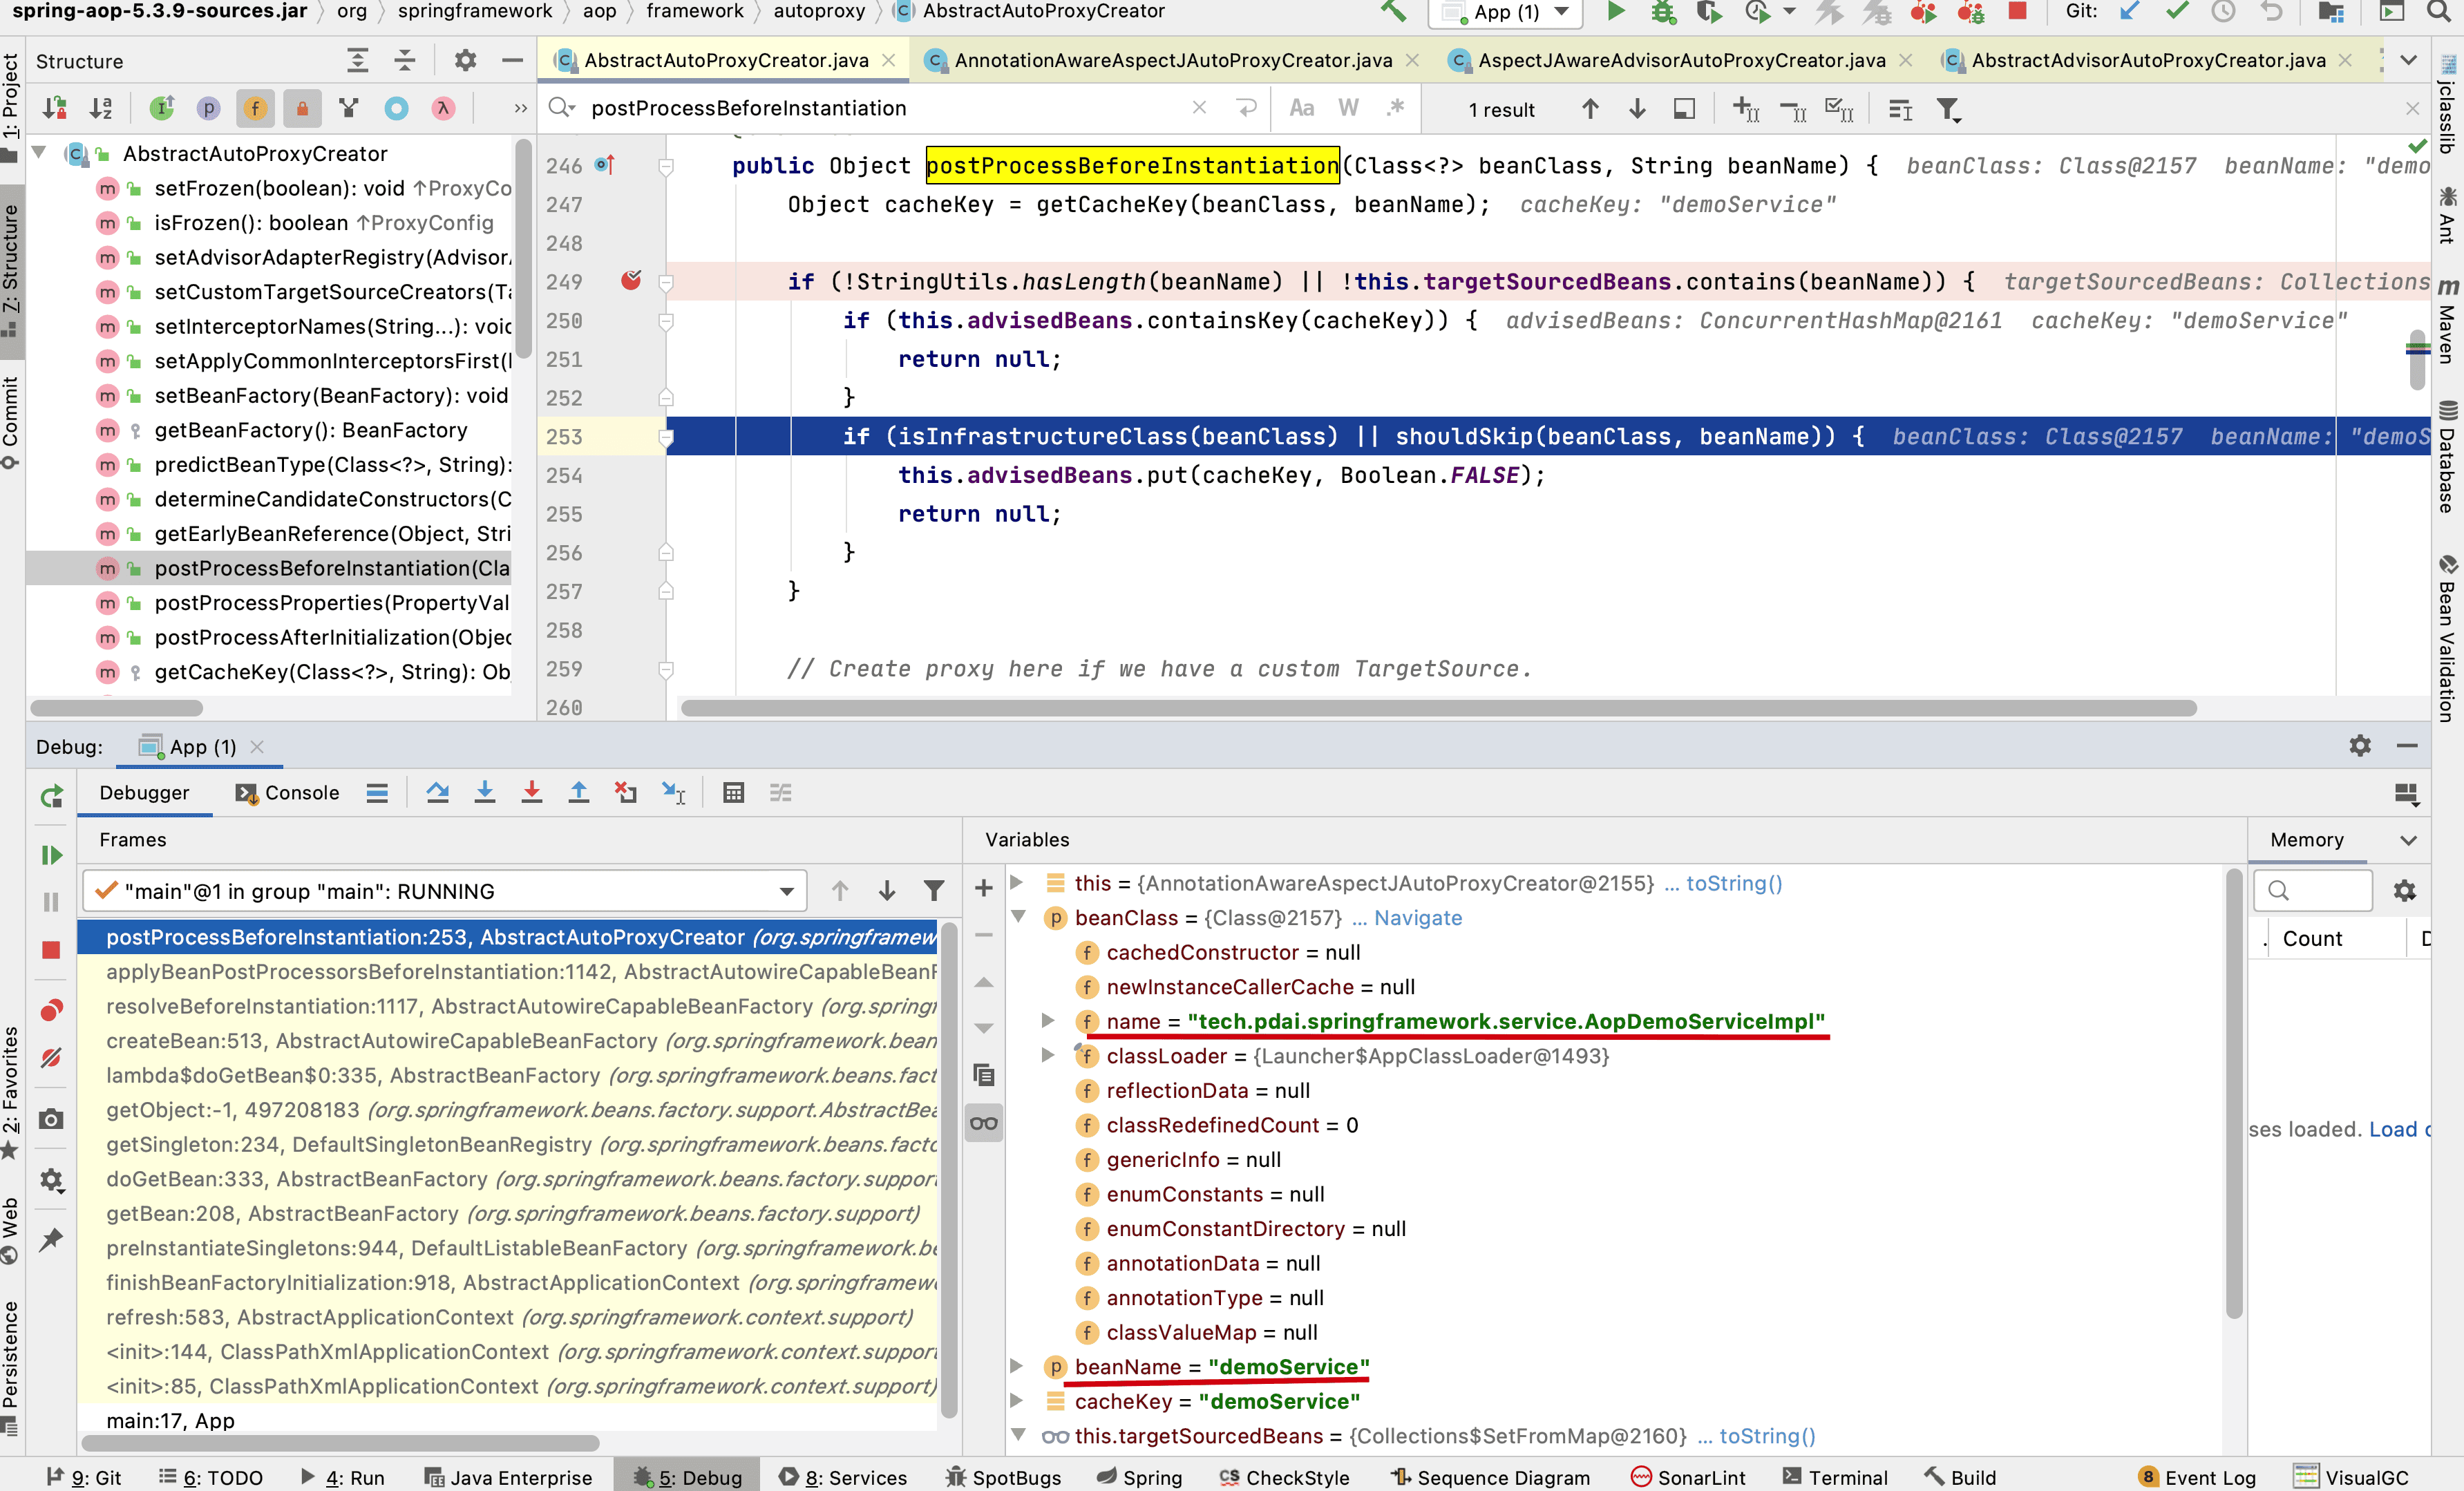 spring-aop-5.3.9-sources.jar org springframework aop framework autoproxy AbstractAutoProxyCreator App (1) Git:
Structure
AbstractAutoProxyCreator.java AnnotationAwareAspectJAutoProxyCreator.java AspectJAwareAdvisorAutoProxyCreator.java AbstractAdvisorAutoProxyCreator.java
postProcessBeforeInstantiation Aa W .* 1 result
1: Project
Z: Structure
Commit
2: Favorites
Web
Persistence
AbstractAutoProxyCreator
setFrozen(boolean): void ↑ProxyCo
isFrozen(): boolean ↑ProxyConfig
setAdvisorAdapterRegistry(Advisor
setCustomTargetSourceCreators(Ta
setInterceptorNames(String...): void
setApplyCommonInterceptorsFirst(
setBeanFactory(BeanFactory): void
getBeanFactory(): BeanFactory
predictBeanType(Class<?>, String):
determineCandidateConstructors(C
getEarlyBeanReference(Object, Stri
postProcessBeforeInstantiation(Cla
postProcessProperties(PropertyVal
postProcessAfterInitialization(Objec
getCacheKey(Class<?>, String): Ob
246 public Object postProcessBeforeInstantiation(Class<?> beanClass, String beanName) { beanClass: Class@2157 beanName: "demo
247 Object cacheKey = getCacheKey(beanClass, beanName); cacheKey: "demoService"
248
249 if (!StringUtils.hasLength(beanName) || !this.targetSourcedBeans.contains(beanName)) { targetSourcedBeans: Collections
250 if (this.advisedBeans.containsKey(cacheKey)) { advisedBeans: ConcurrentHashMap@2161 cacheKey: "demoService"
251 return null;
252 }
253 if (isInfrastructureClass(beanClass) || shouldSkip(beanClass, beanName)) { beanClass: Class@2157 beanName: "demoS
254 this.advisedBeans.put(cacheKey, Boolean.FALSE);
255 return null;
256 }
257 }
258
259 // Create proxy here if we have a custom TargetSource.
260
jclasslib
Ant
Maven
Database
Bean Validation
Debug: App (1)
Debugger Console
Frames
"main"@1 in group "main": RUNNING
postProcessBeforeInstantiation:253, AbstractAutoProxyCreator (org.springframew
applyBeanPostProcessorsBeforeInstantiation:1142, AbstractAutowireCapableBeanF
resolveBeforeInstantiation:1117, AbstractAutowireCapableBeanFactory (org.springf
createBean:513, AbstractAutowireCapableBeanFactory (org.springframework.bean
lambda$doGetBean$0:335, AbstractBeanFactory (org.springframework.beans.fact
getObject:-1, 497208183 (org.springframework.beans.factory.support.AbstractBea
getSingleton:234, DefaultSingletonBeanRegistry (org.springframework.beans.facto
doGetBean:333, AbstractBeanFactory (org.springframework.beans.factory.support
getBean:208, AbstractBeanFactory (org.springframework.beans.factory.support)
preInstantiateSingletons:944, DefaultListableBeanFactory (org.springframework.be
finishBeanFactoryInitialization:918, AbstractApplicationContext (org.springframew
refresh:583, AbstractApplicationContext (org.springframework.context.support)
<init>:144, ClassPathXmlApplicationContext (org.springframework.context.support
<init>:85, ClassPathXmlApplicationContext (org.springframework.context.support)
main:17, App
Variables
this = {AnnotationAwareAspectJAutoProxyCreator@2155} ... toString()
beanClass = {Class@2157} ... Navigate
cachedConstructor = null
newInstanceCallerCache = null
name = "tech.pdai.springframework.service.AopDemoServiceImpl"
classLoader = {Launcher$AppClassLoader@1493}
reflectionData = null
classRedefinedCount = 0
genericInfo = null
enumConstants = null
enumConstantDirectory = null
annotationData = null
annotationType = null
classValueMap = null
beanName = "demoService"
cacheKey = "demoService"
this.targetSourcedBeans = {Collections$SetFromMap@2160} ... toString()
Memory
Count
ses loaded. Load
9: Git 6: TODO 4: Run Java Enterprise 5: Debug 8: Services SpotBugs Spring CheckStyle Sequence Diagram SonarLint Terminal Build 8 Event Log VisualGC